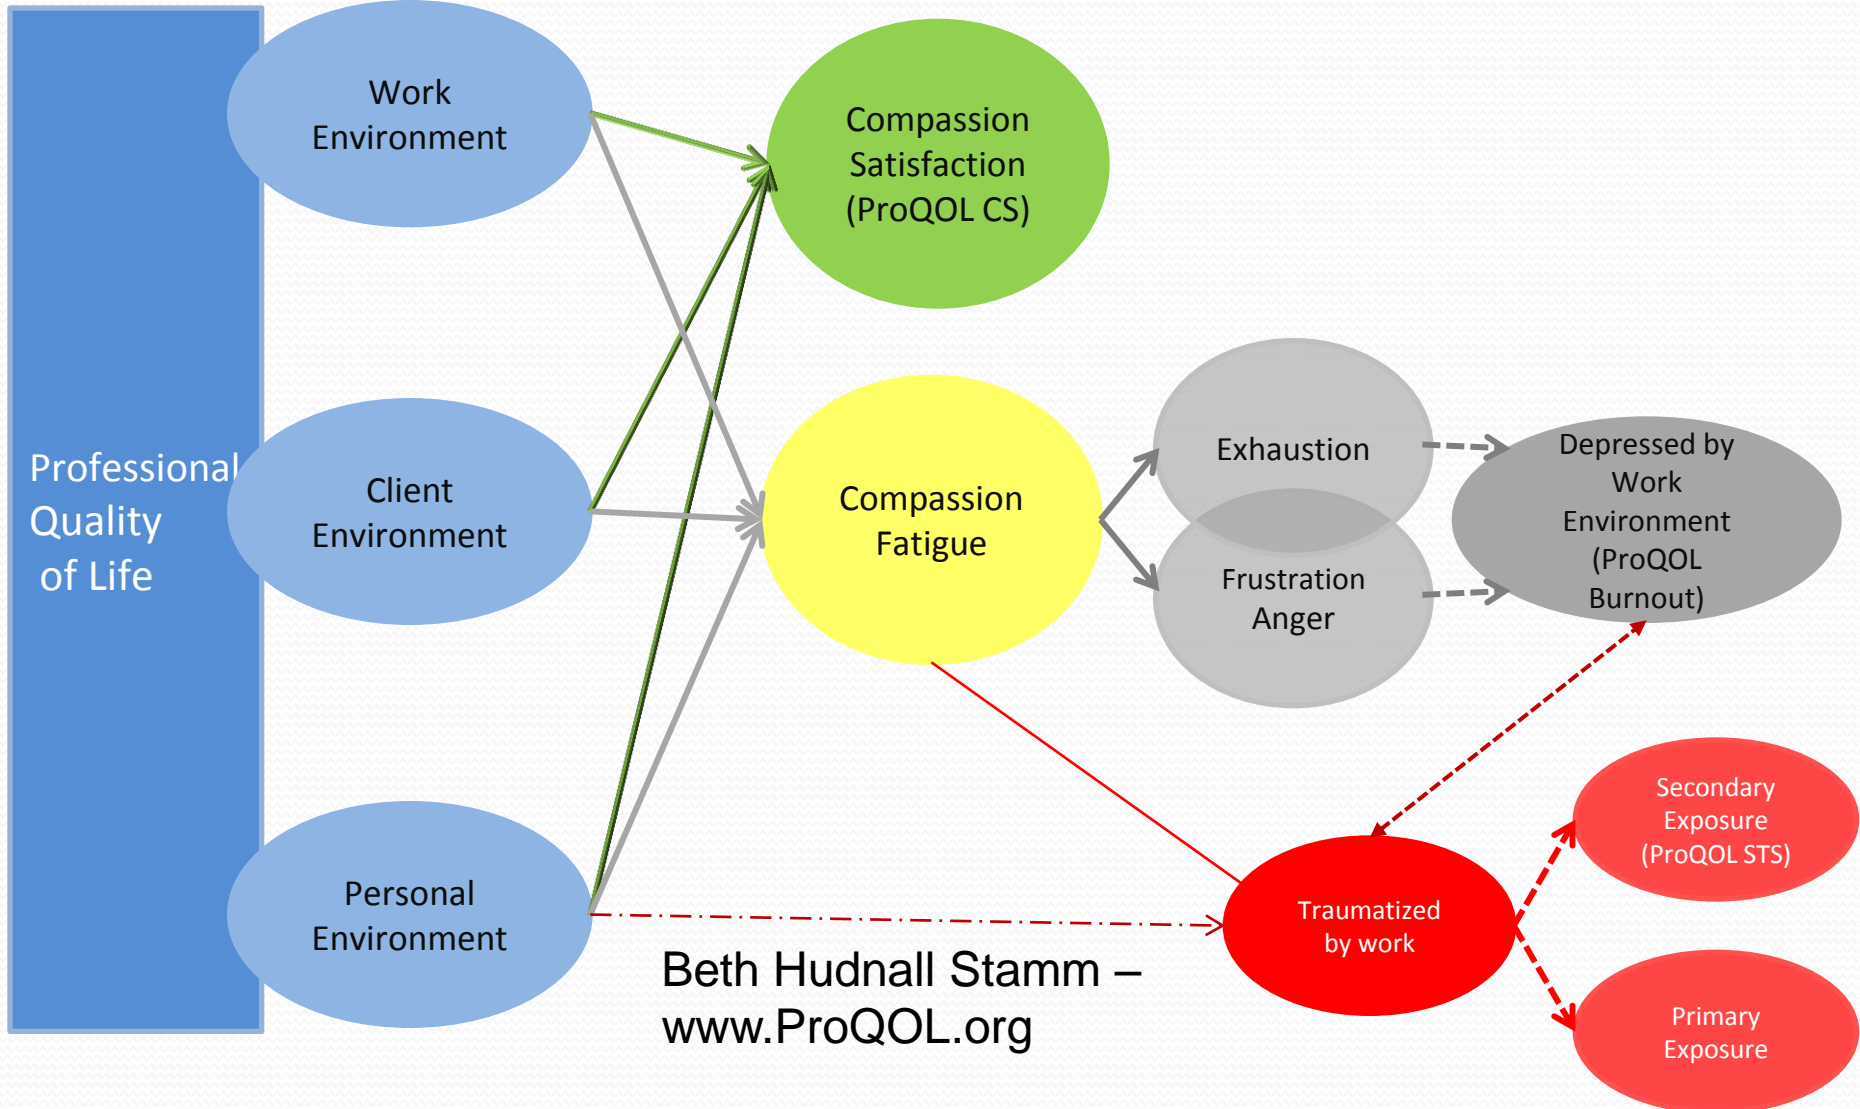 Professional
Quality
of Life
Work
Environment
Client
Environment
Personal
Environment
Compassion
Satisfaction
(ProQOL CS)
Compassion
Fatigue
Exhaustion
Frustration
Anger
Depressed by
Work
Environment
(ProQOL
Burnout)
Traumatized
by work
Secondary
Exposure
(ProQOL STS)
Primary
Exposure
Beth Hudnall Stamm –
www.ProQOL.org